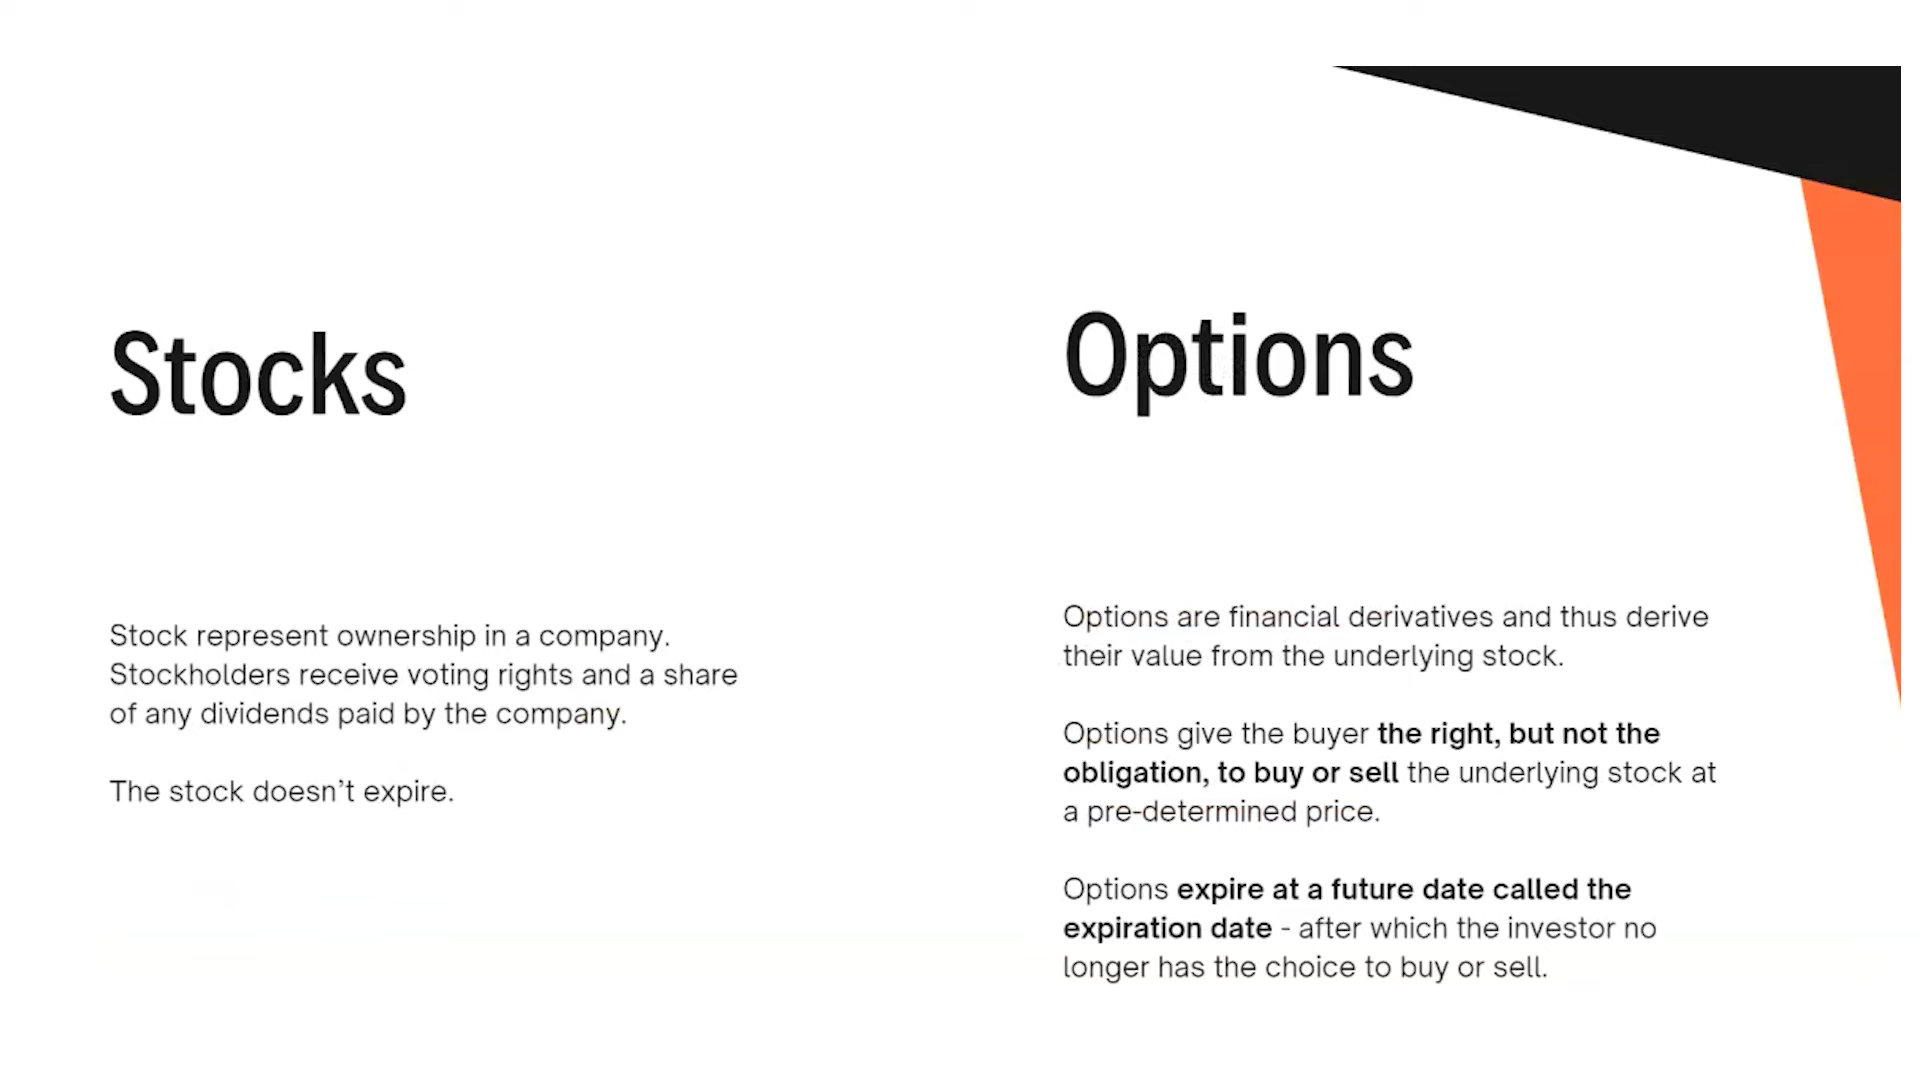 Stocks
Stock represent ownership in a company.
Stockholders receive voting rights and a share
of any dividends paid by the company.
The stock doesn’t expire.
Options
Options are financial derivatives and thus derive
their value from the underlying stock.
Options give the buyer the right, but not the
obligation, to buy or sell the underlying stock at
a pre-determined price.
Options expire at a future date called the
expiration date - after which the investor no
longer has the choice to buy or sell.